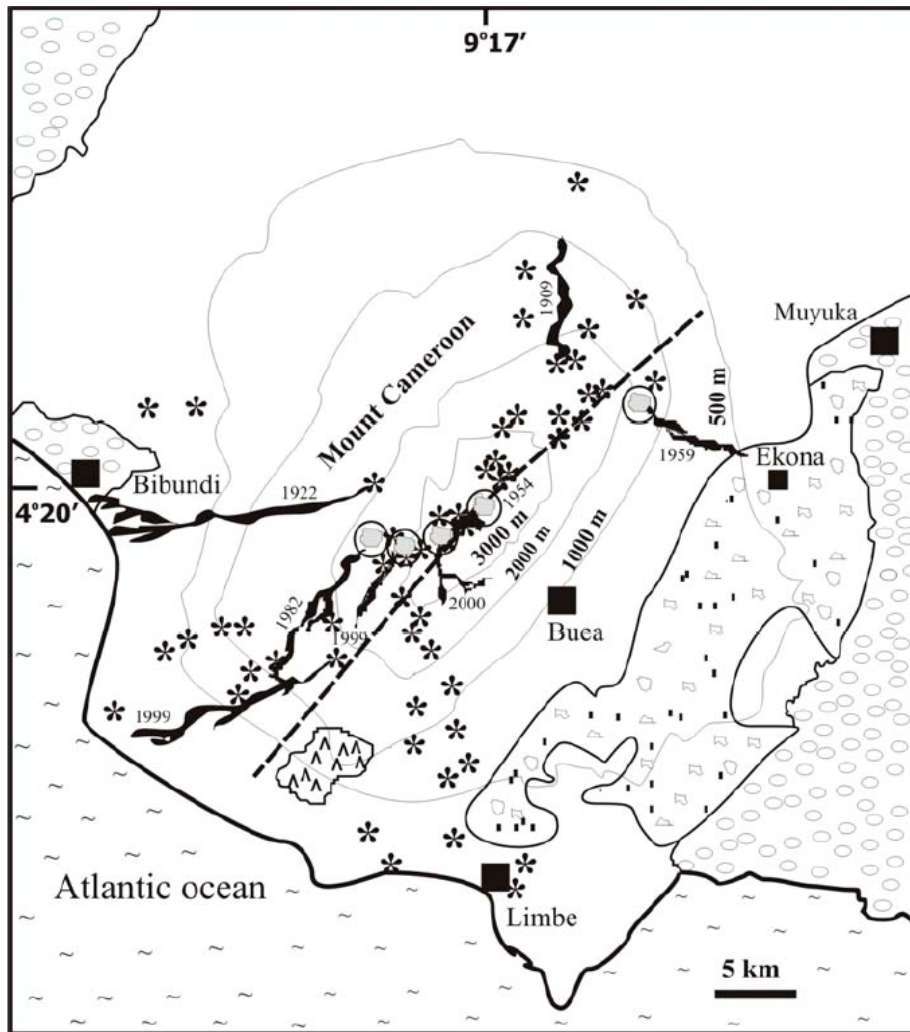 9°17'
Muyuka
1909
Mount Cameroon
500 m
1959
Ekona
Bibundi
1922
4°20'
1954
3000 m
2000 m
1000 m
1982
2000
1999
Buea
1999
Atlantic ocean
Limbe
5 km